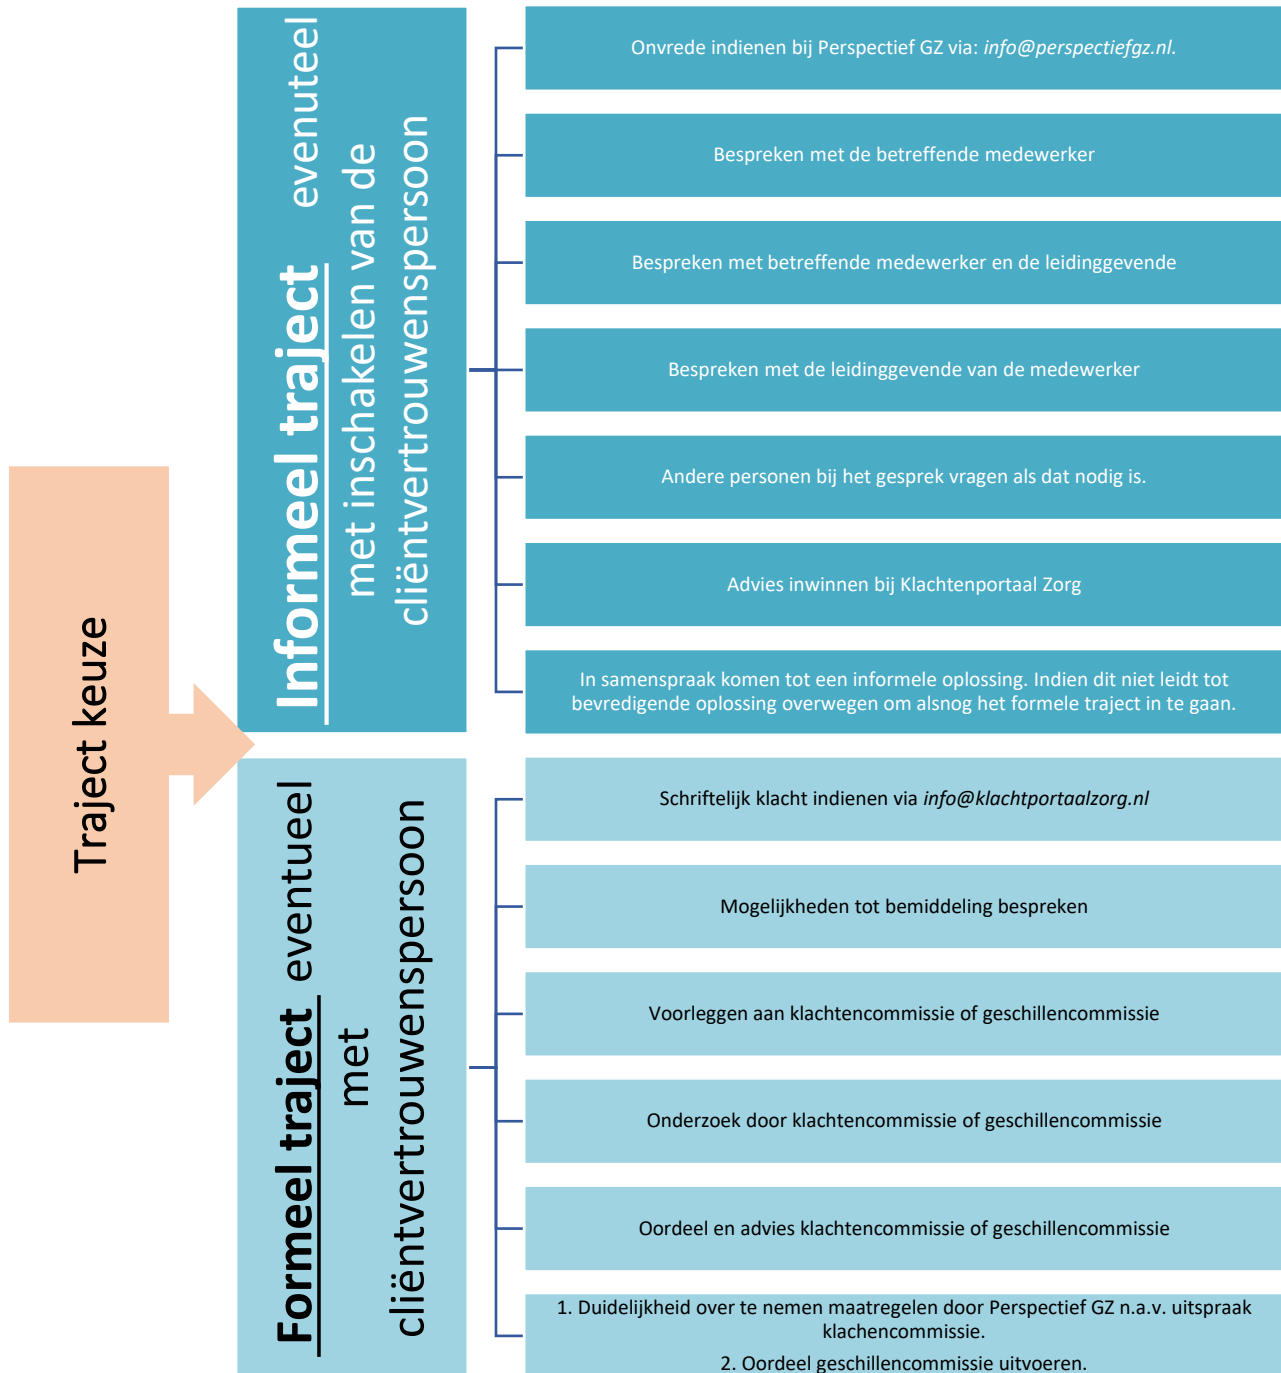 Traject keuze
Informeel traject evenuteel
met inschakelen van de
cliëntvertrouwenspersoon
Onvrede indienen bij Perspectief GZ via: info@perspectiefgz.nl.
Bespreken met de betreffende medewerker
Bespreken met betreffende medewerker en de leidinggevende
Bespreken met de leidinggevende van de medewerker
Andere personen bij het gesprek vragen als dat nodig is.
Advies inwinnen bij Klachtenportaal Zorg
In samenspraak komen tot een informele oplossing. Indien dit niet leidt tot
bevredigende oplossing overwegen om alsnog het formele traject in te gaan.
Formeel traject eventueel
met
cliëntvertrouwenspersoon
Schriftelijk klacht indienen via info@klachtportaalzorg.nl
Mogelijkheden tot bemiddeling bespreken
Voorleggen aan klachtencommissie of geschillencommissie
Onderzoek door klachtencommissie of geschillencommissie
Oordeel en advies klachtencommissie of geschillencommissie
1. Duidelijkheid over te nemen maatregelen door Perspectief GZ n.a.v. uitspraak
klachencommissie.
2. Oordeel geschillencommissie uitvoeren.